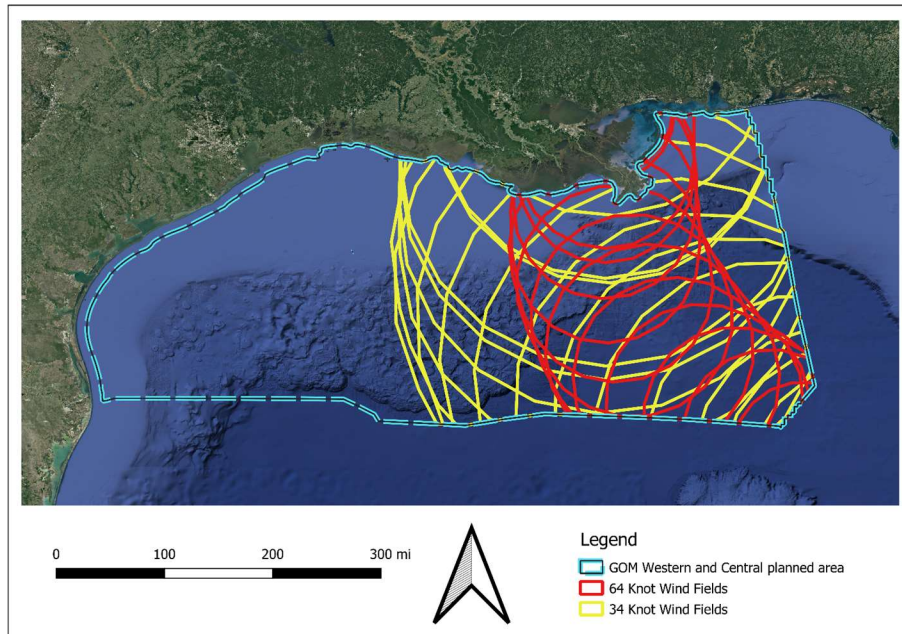 0 100 200 300 mi
Legend
GOM Western and Central planned area
64 Knot Wind Fields
34 Knot Wind Fields